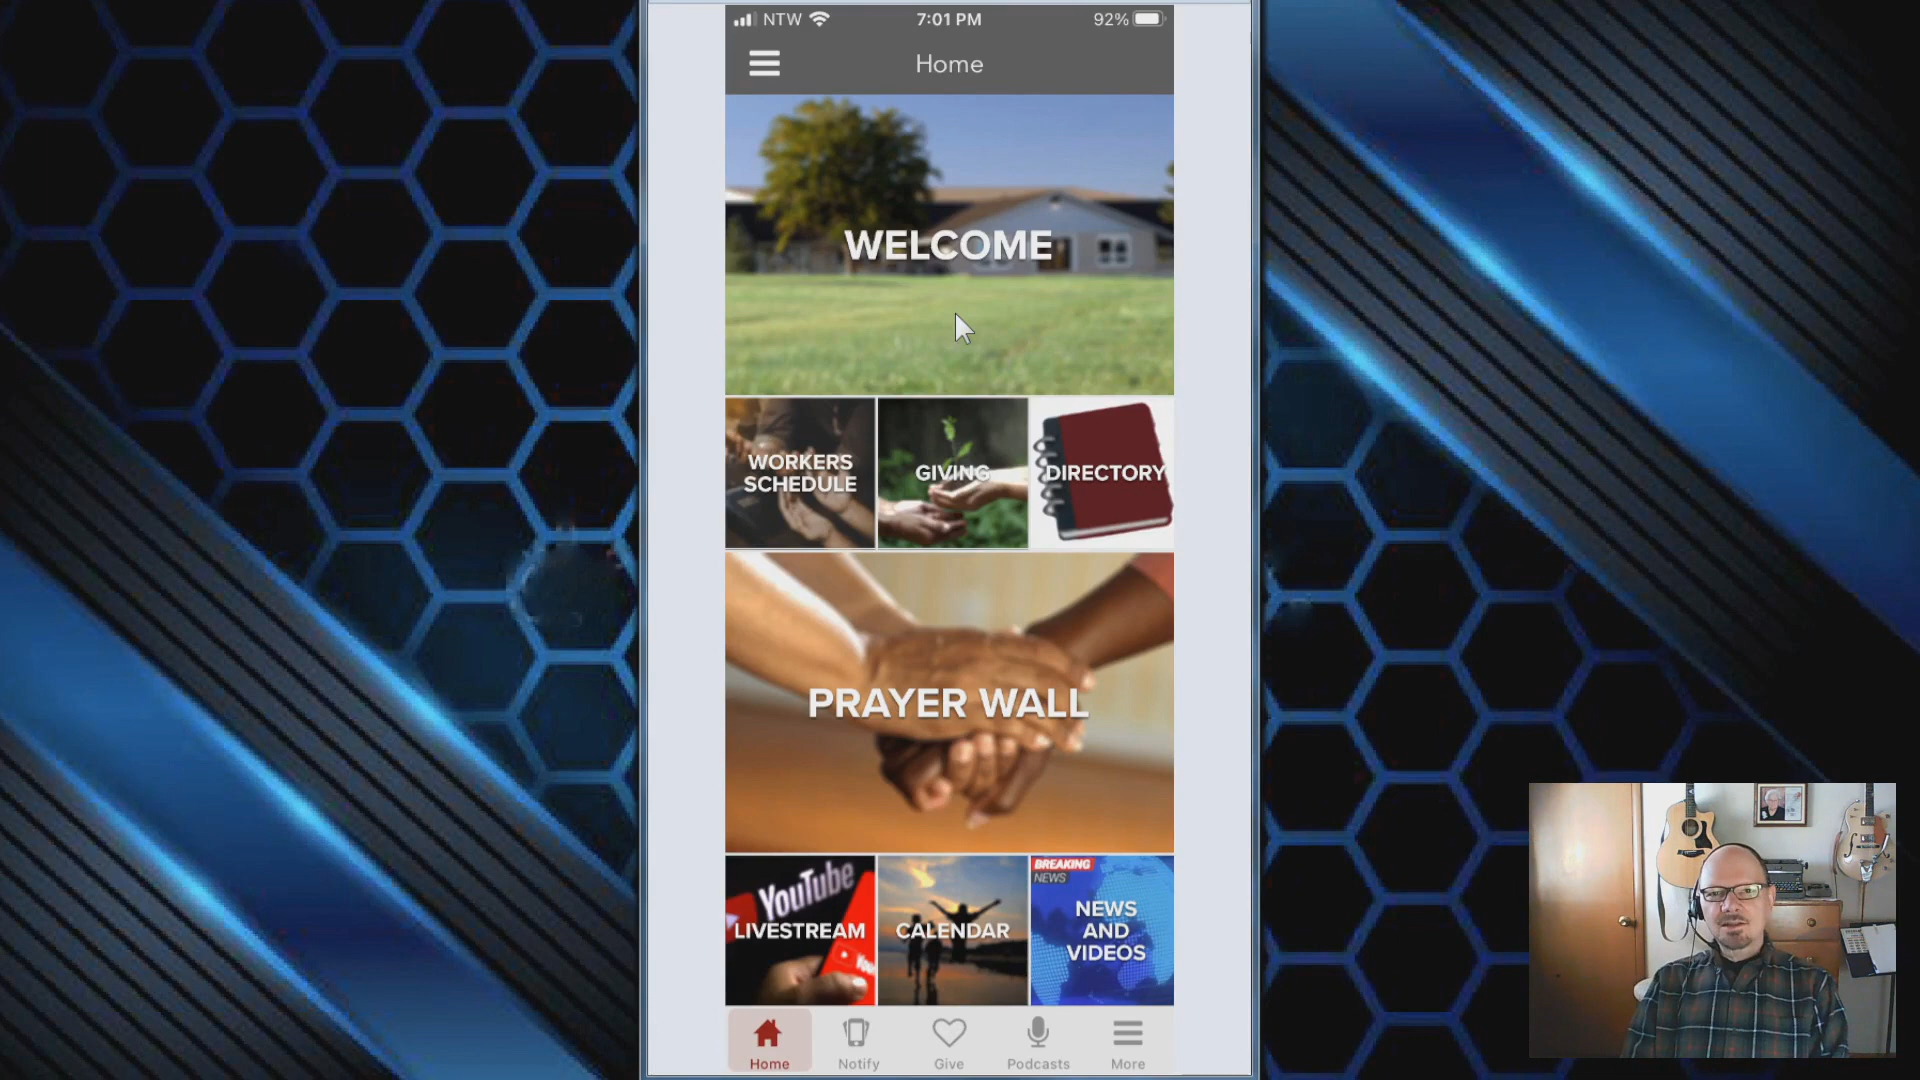 NTW
7:01 PM
92%
Home
WELCOME
WORKERS
SCHEDULE
GIVING
DIRECTORY
PRAYER WALL
YouTube
LIVESTREAM
CALENDAR
BREAKING
NEWS
NEWS
AND
VIDEOS
Home
Notify
Give
Podcasts
More